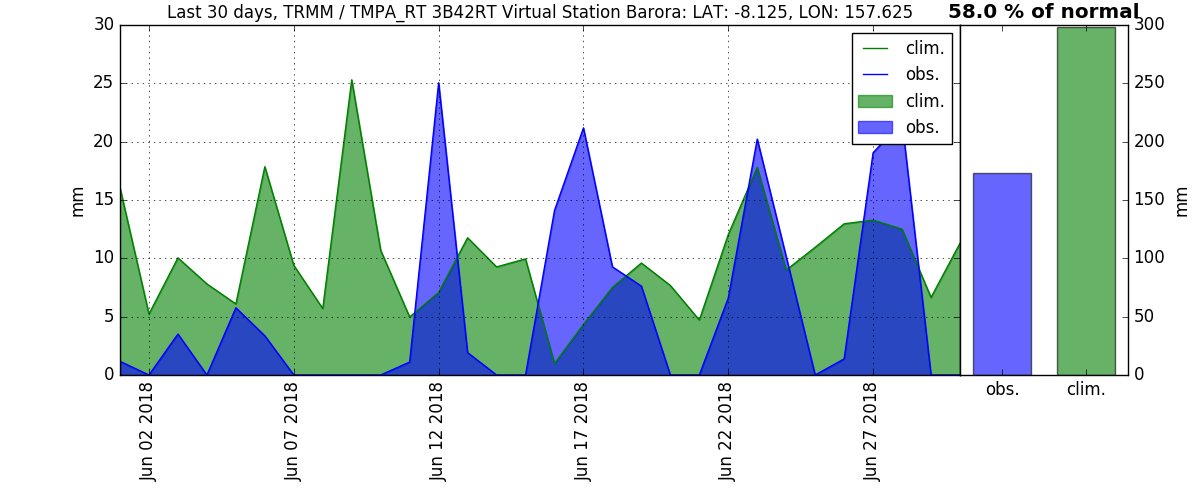 Last 30 days, TRMM / TMPA_RT 3B42RT Virtual Station Barora: LAT: -8.125, LON: 157.625
58.0 % of normal
30
25
20
15
10
5
0
mm
clim.
obs.
clim.
obs.
Jun 02 2018
Jun 07 2018
Jun 12 2018
Jun 17 2018
Jun 22 2018
Jun 27 2018
300
250
200
150
100
50
0
mm
obs.
clim.